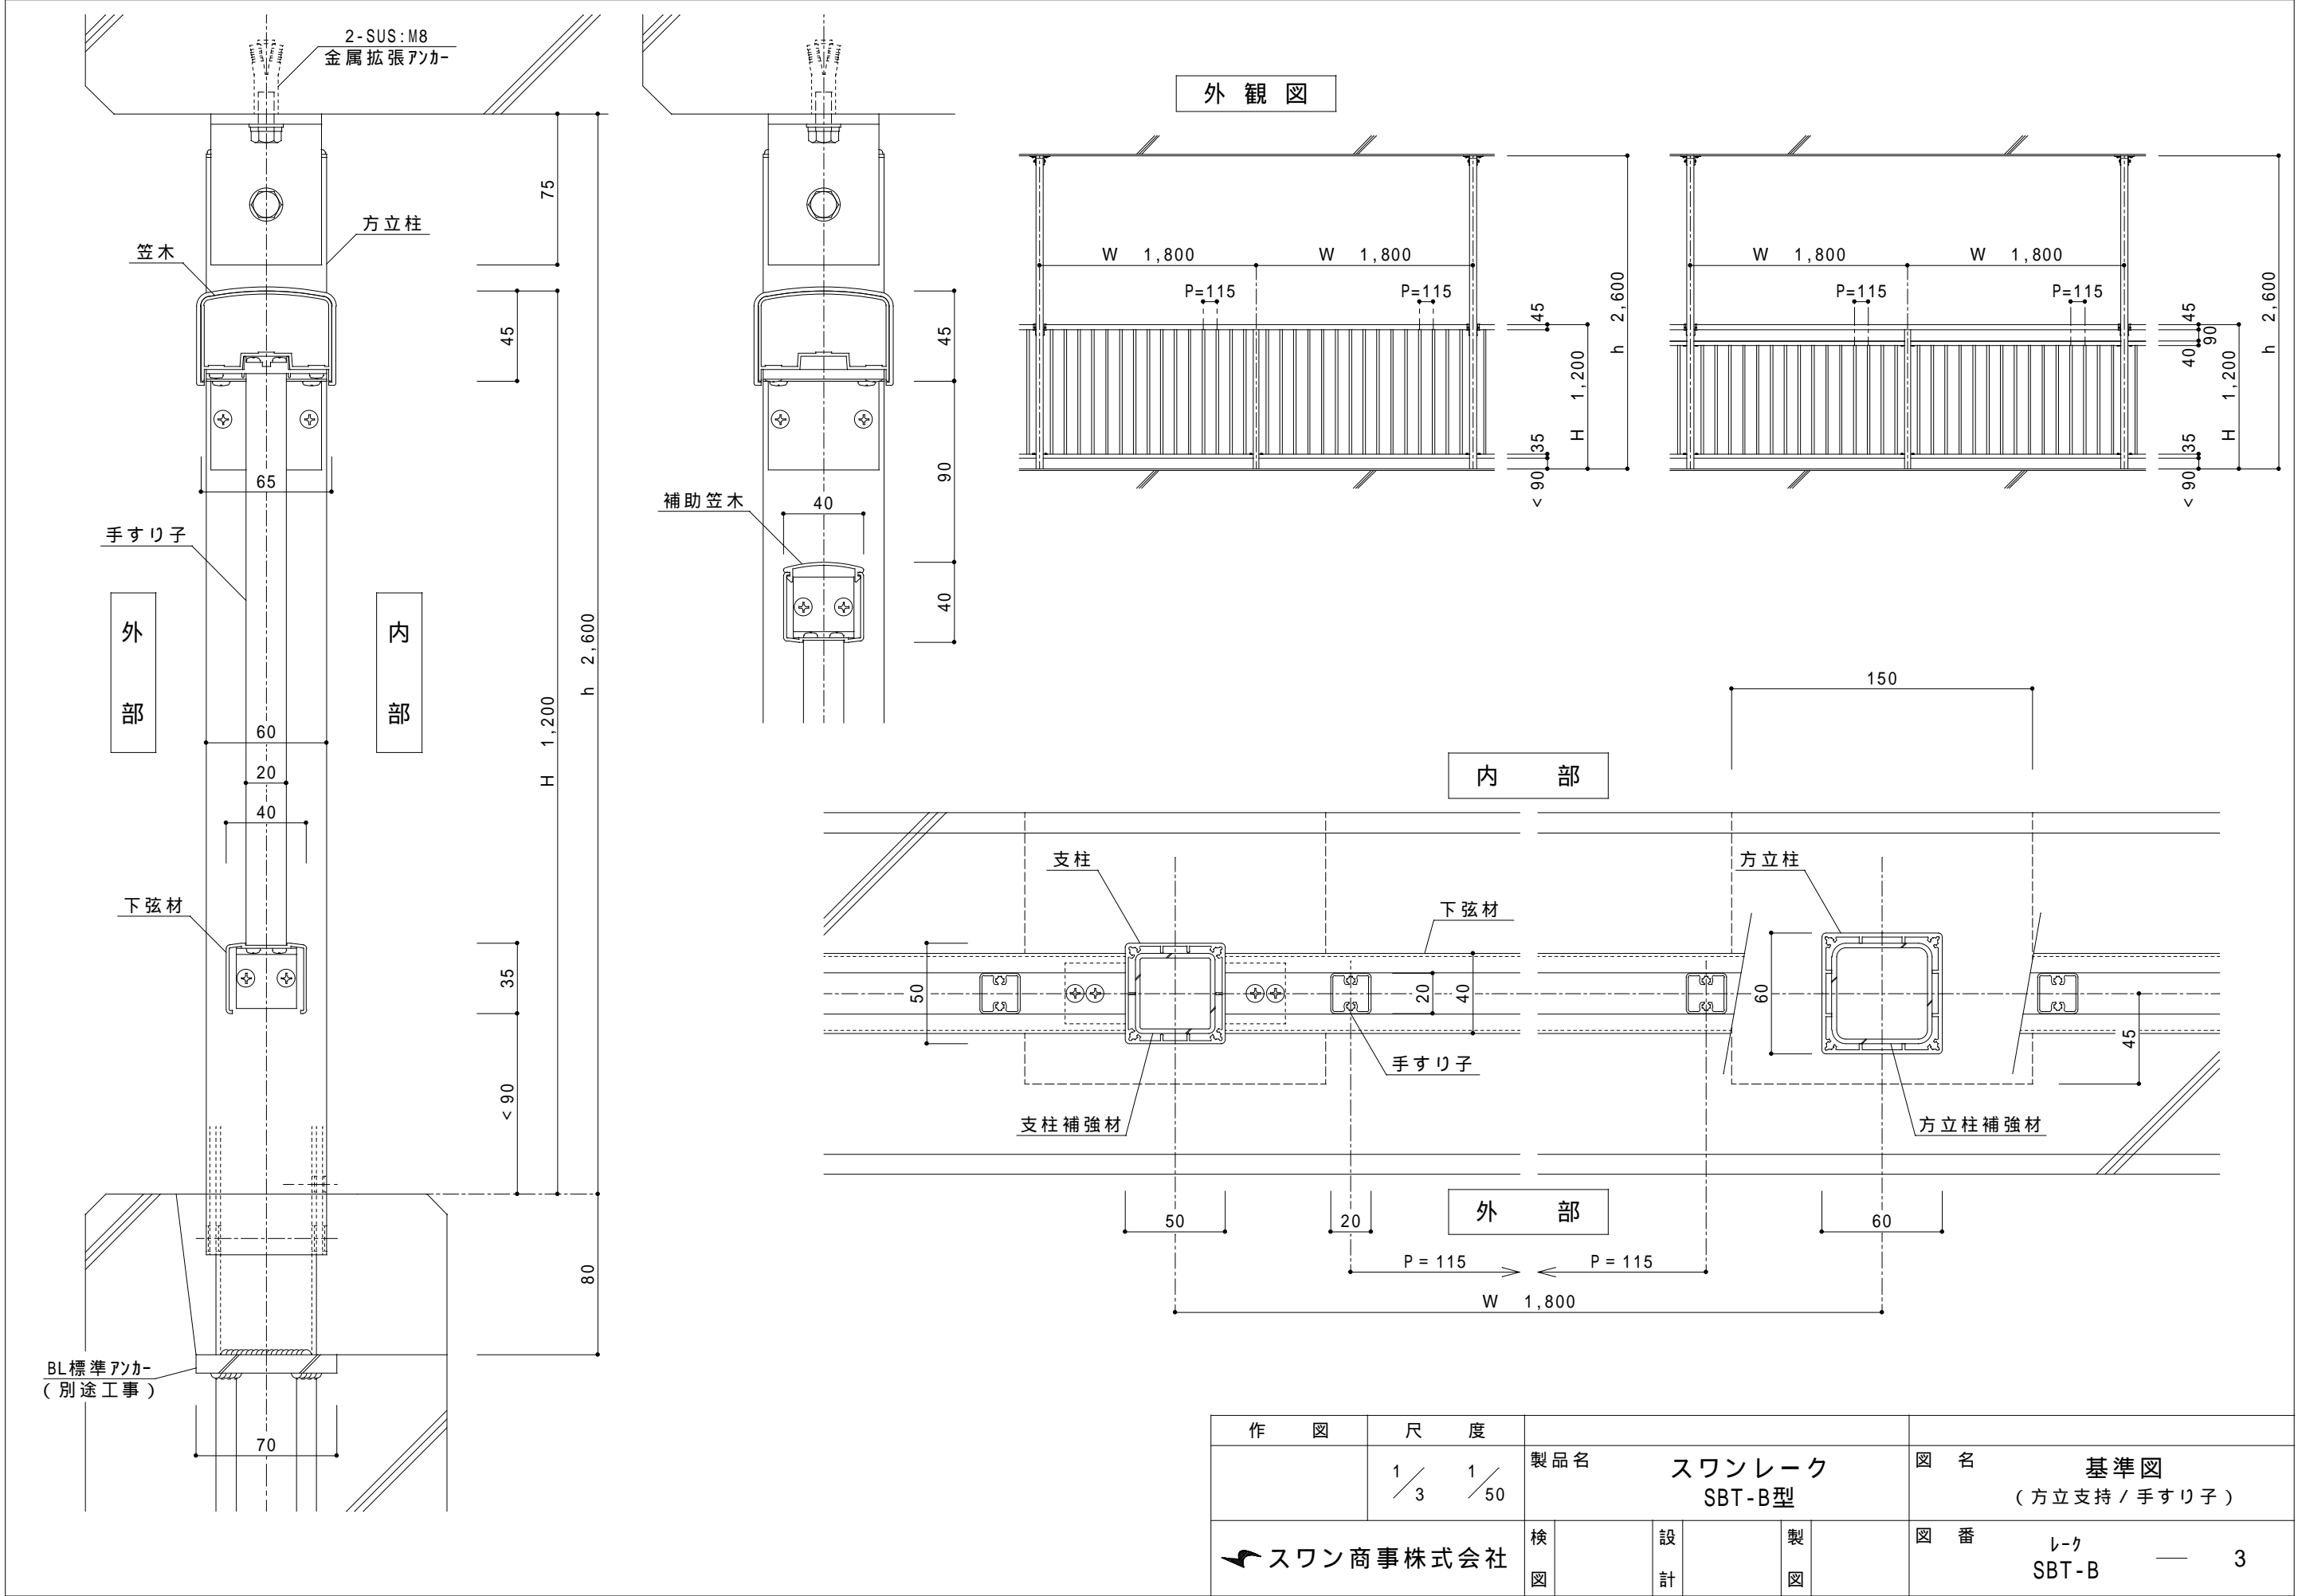 2-SUS:M8
金属拡張ｱﾝｶｰ
方立柱
笠木
75
45
65
手すり子
外部
内部
60
20
40
下弦材
35
<90
H 1,200
h 2,600
80
BL標準ｱﾝｶｰ
(別途工事)
70
45
90
補助笠木
40
40
外観図
W 1,800
W 1,800
P=115
P=115
45
35
<90
H 1,200
h 2,600
W 1,800
W 1,800
P=115
P=115
45
90
40
35
<90
H 1,200
h 2,600
150
内部
支柱
下弦材
方立柱
50
20
40
60
45
手すり子
支柱補強材
方立柱補強材
外部
50
20
60
P=115
P=115
W 1,800
作図
尺度
1/3 1/50
製品名
スワンレーク
SBT-B型
図名
基準図
(方立支持/手すり子)
スワン商事株式会社
検図
設計
製図
図番
ﾚｰｸ
SBT-B — 3